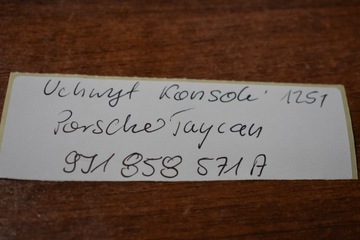 Uchwyt Konsoli 1251
Porsche Taycan
9J1 858 571 A